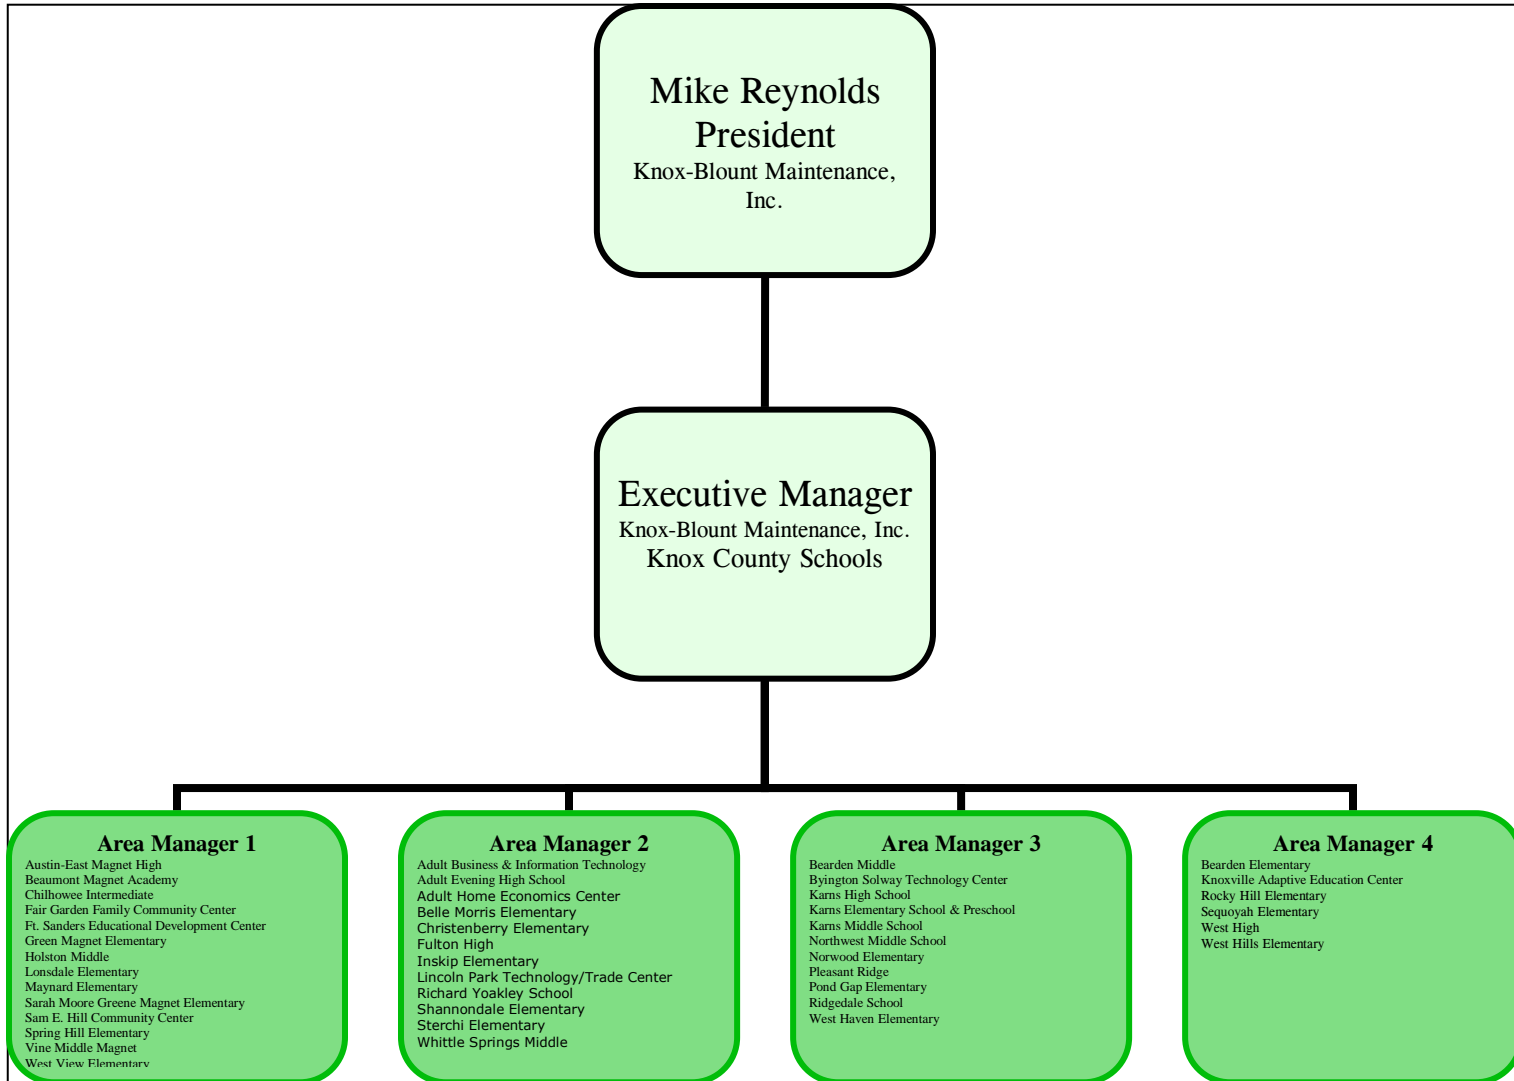 Mike Reynolds
President
Knox-Blount Maintenance,
Inc.
Executive Manager
Knox-Blount Maintenance, Inc.
Knox County Schools
Area Manager 1
Austin-East Magnet High
Beaumont Magnet Academy
Chilhowee Intermediate
Fair Garden Family Community Center
Ft. Sanders Educational Development Center
Green Magnet Elementary
Holston Middle
Lonsdale Elementary
Maynard Elementary
Sarah Moore Greene Magnet Elementary
Sam E. Hill Community Center
Spring Hill Elementary
Vine Middle Magnet
West View Elementary
Area Manager 2
Adult Business & Information Technology
Adult Evening High School
Adult Home Economics Center
Belle Morris Elementary
Christenberry Elementary
Fulton High
Inskip Elementary
Lincoln Park Technology/Trade Center
Richard Yoakley School
Shannondale Elementary
Sterchi Elementary
Whittle Springs Middle
Area Manager 3
Bearden Middle
Byington Solway Technology Center
Karns High School
Karns Elementary School & Preschool
Karns Middle School
Northwest Middle School
Norwood Elementary
Pleasant Ridge
Pond Gap Elementary
Ridgedale School
West Haven Elementary
Area Manager 4
Bearden Elementary
Knoxville Adaptive Education Center
Rocky Hill Elementary
Sequoyah Elementary
West High
West Hills Elementary